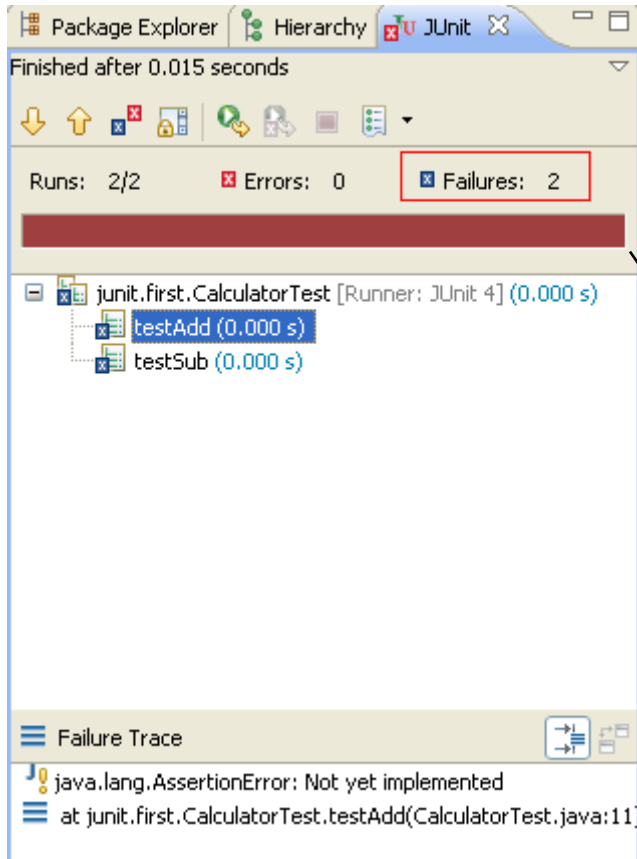 Package Explorer Hierarchy JU JUnit
Finished after 0.015 seconds
Runs: 2/2 Errors: 0 Failures: 2
junit.first.CalculatorTest [Runner: JUnit 4] (0.000 s)
testAdd (0.000 s)
testSub (0.000 s)
Failure Trace
java.lang.AssertionError: Not yet implemented
at junit.first.CalculatorTest.testAdd(CalculatorTest.java:11)